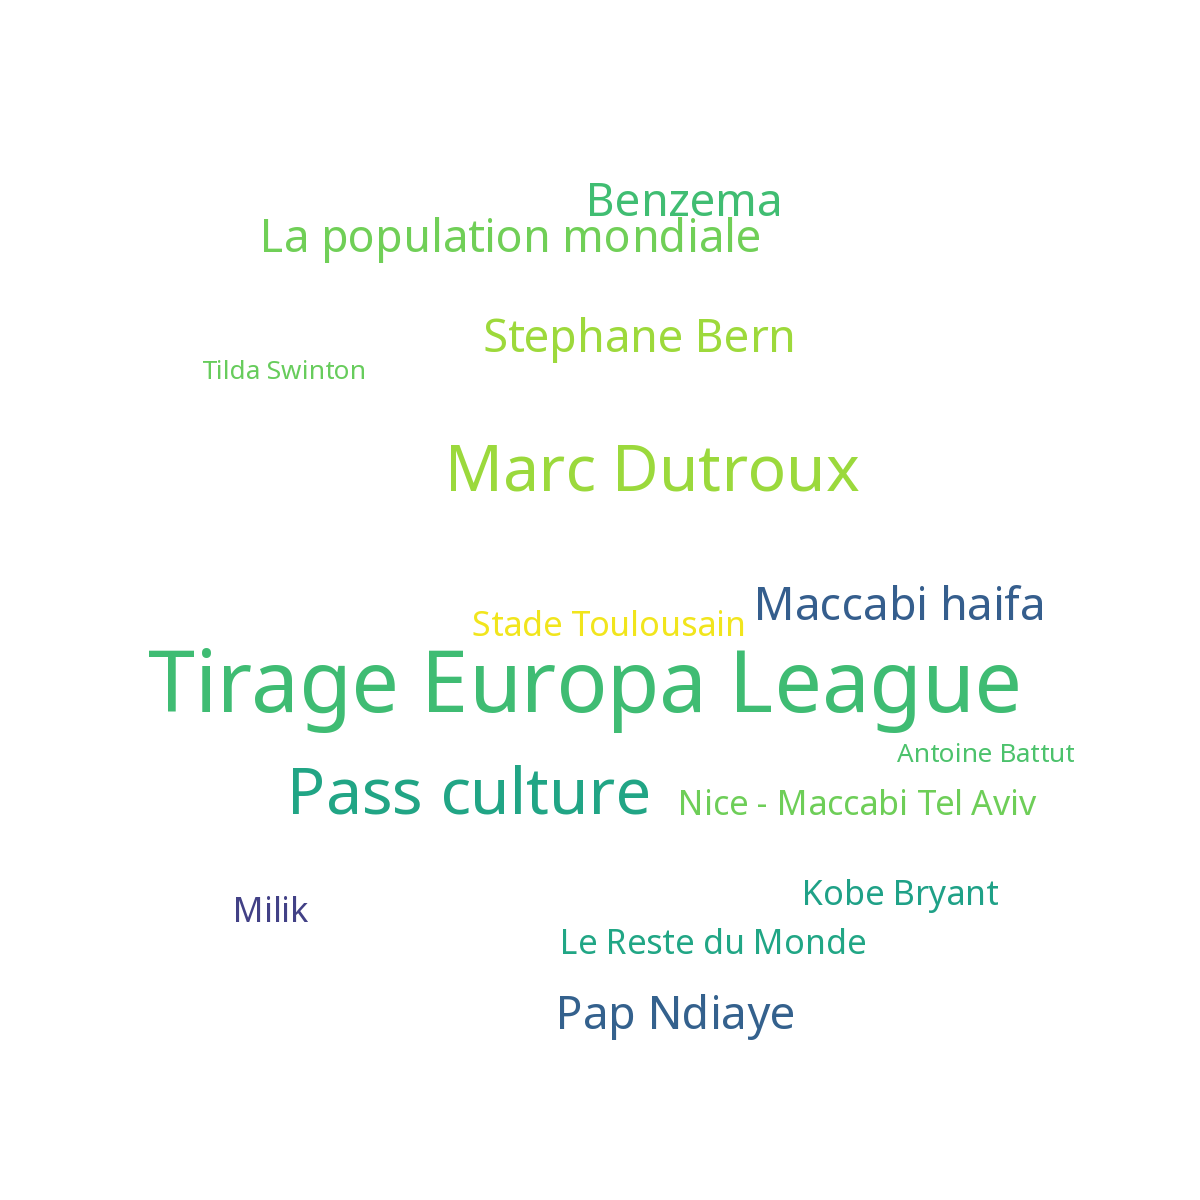 Benzema
La population mondiale
Stephane Bern
Tilda Swinton
Marc Dutroux
Maccabi haifa
Stade Toulousain
Tirage Europa League
Antoine Battut
Pass culture
Nice - Maccabi Tel Aviv
Kobe Bryant
Milik
Le Reste du Monde
Pap Ndiaye